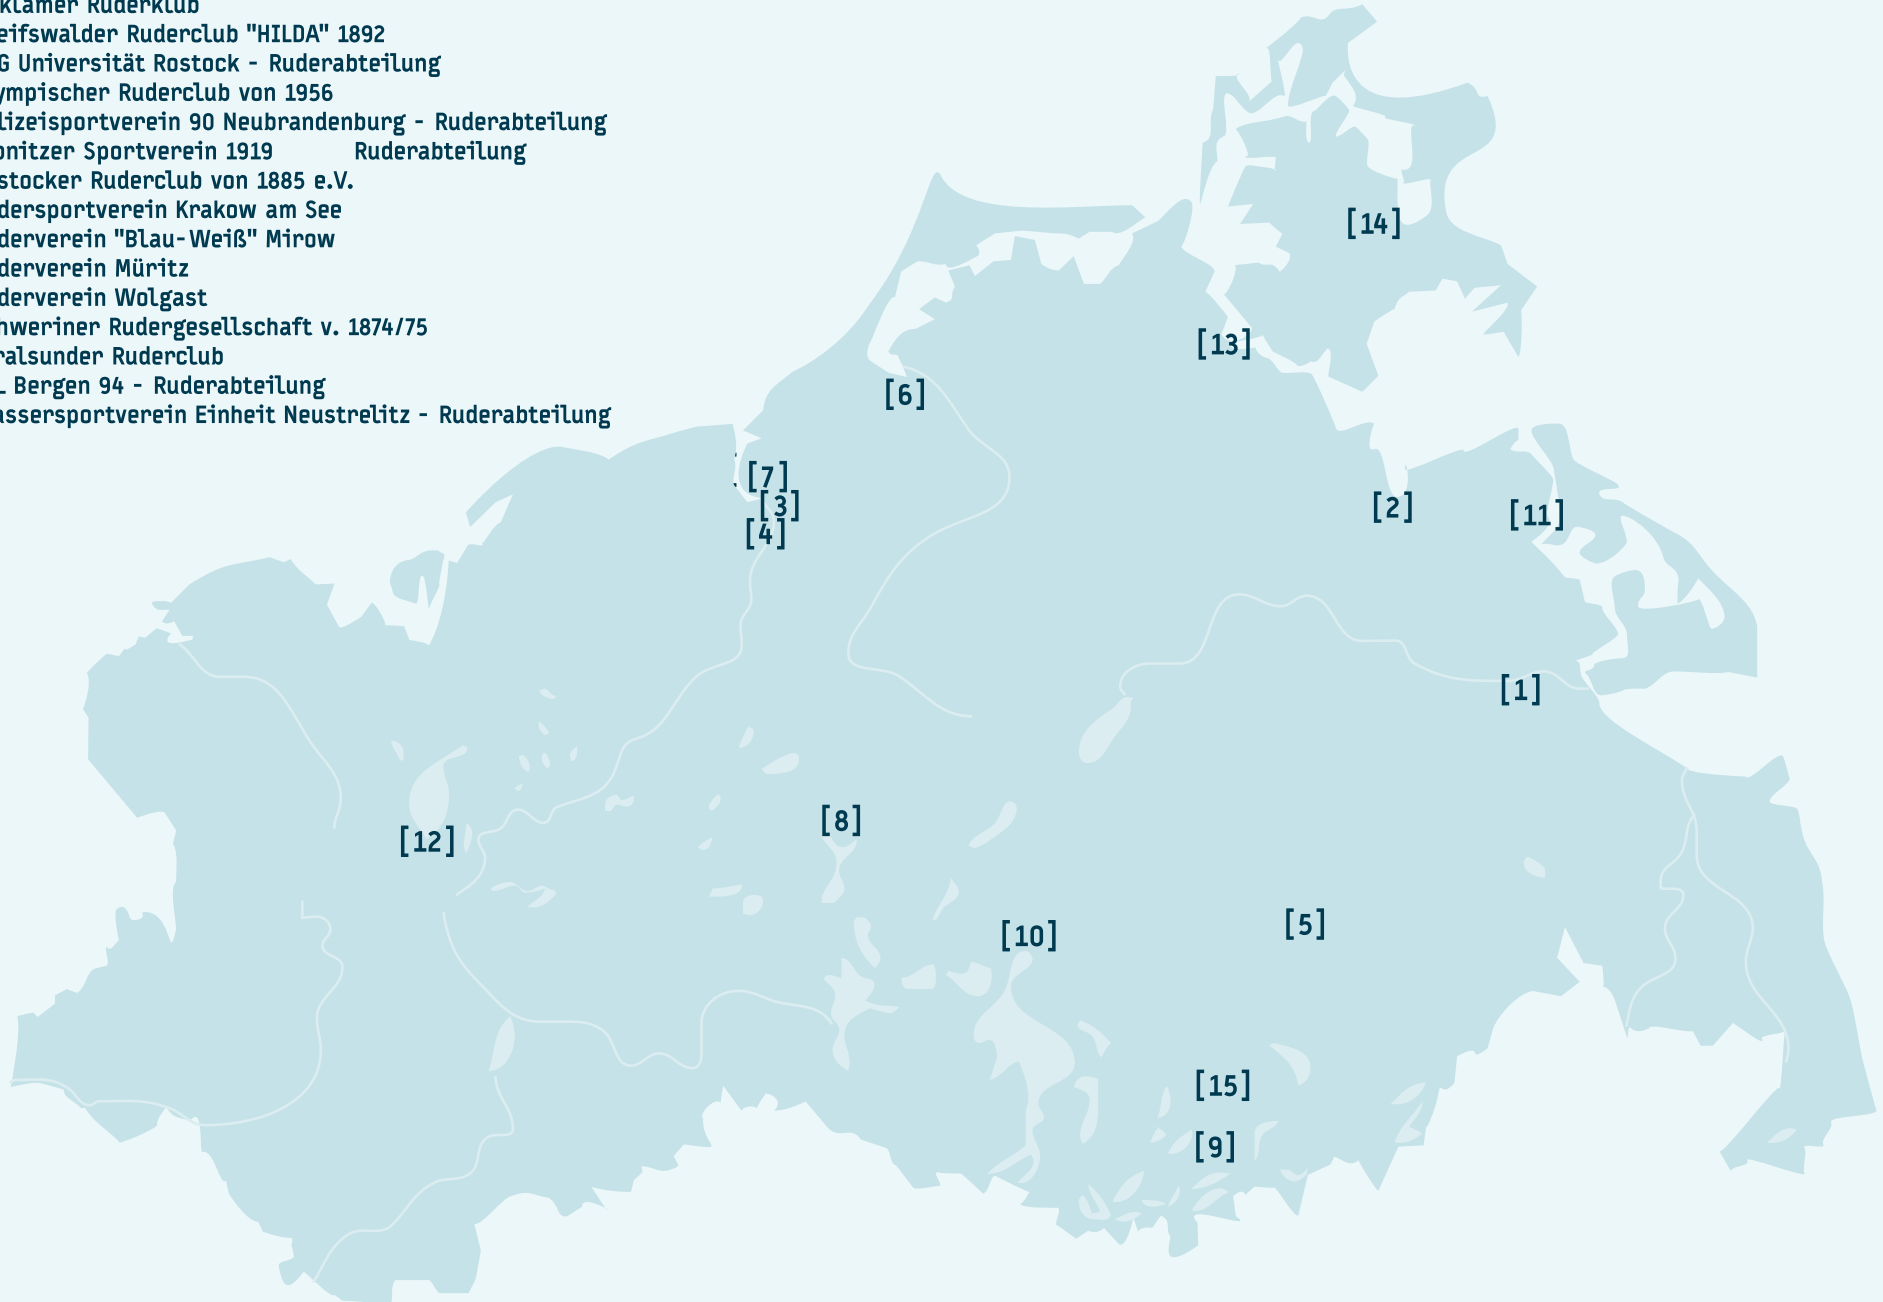 klamer Ruderklub
eifswalder Ruderclub "HILDA" 1892
G Universität Rostock - Ruderabteilung
ympischer Ruderclub von 1956
lizeisportverein 90 Neubrandenburg - Ruderabteilung
bnitzer Sportverein 1919 Ruderabteilung
stocker Ruderclub von 1885 e.V.
dersportverein Krakow am See
derverein "Blau-Weiß" Mirow
derverein Müritz
derverein Wolgast
hweriner Rudergesellschaft v. 1874/75
ralsunder Ruderclub
L Bergen 94 - Ruderabteilung
assersportverein Einheit Neustrelitz - Ruderabteilung
[14]
[13]
[6]
[7]
[3]
[4]
[2]
[11]
[1]
[8]
[12]
[5]
[10]
[15]
[9]